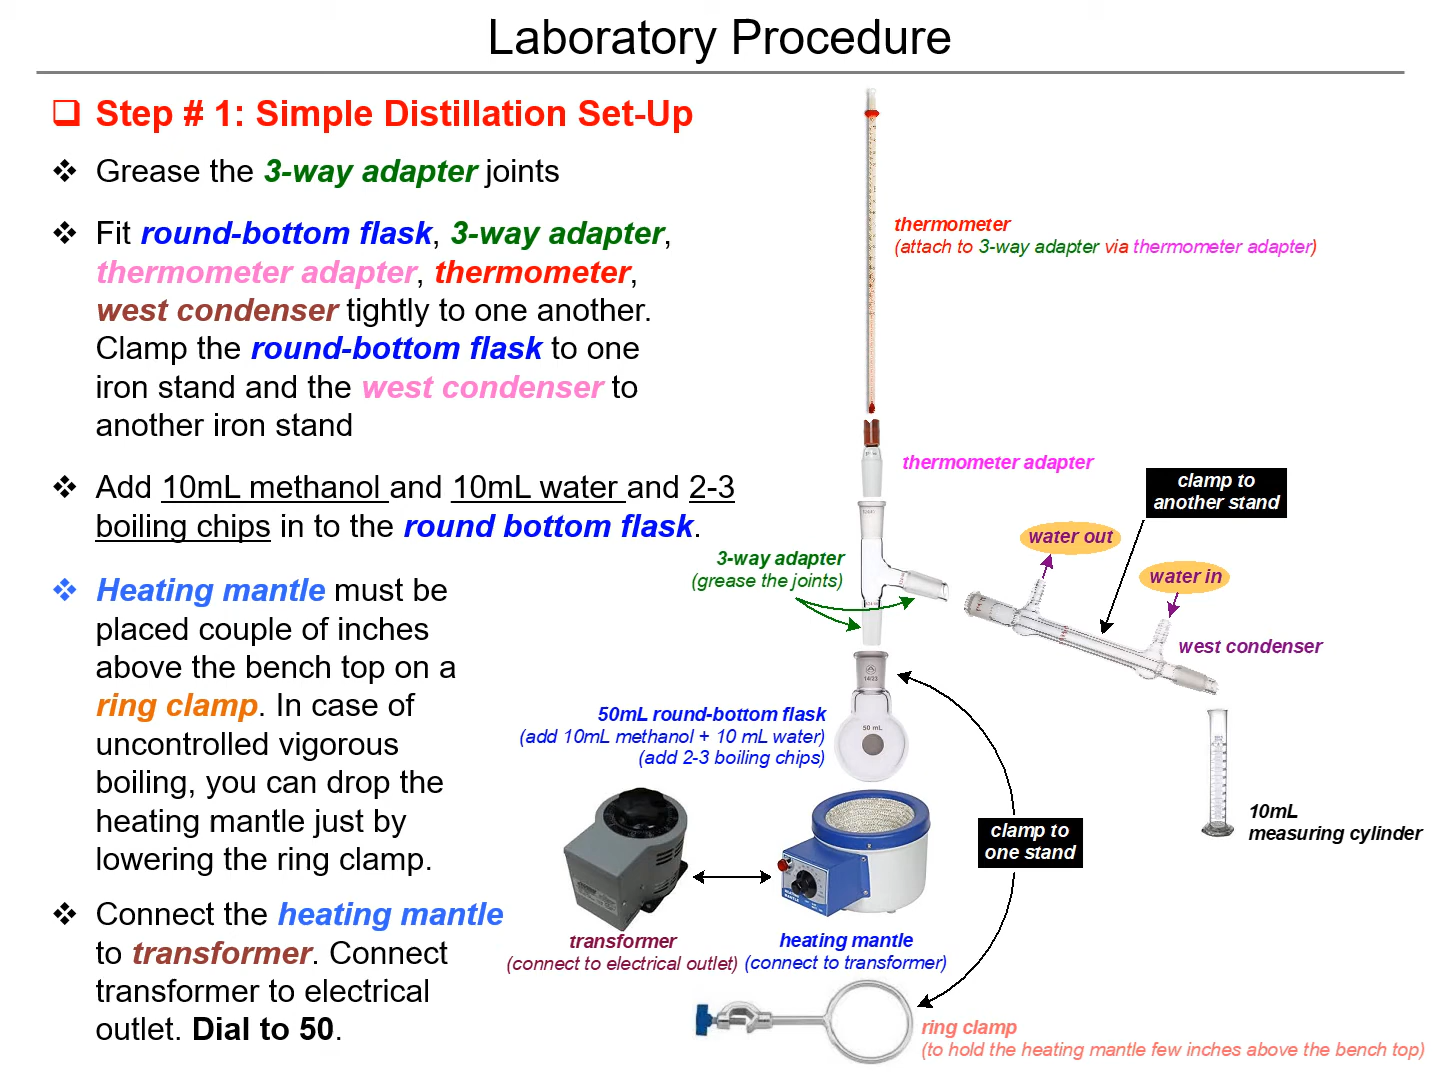 Laboratory Procedure
Step # 1: Simple Distillation Set-Up
Grease the 3-way adapter joints
Fit round-bottom flask, 3-way adapter,
thermometer adapter, thermometer,
west condenser tightly to one another.
Clamp the round-bottom flask to one
iron stand and the west condenser to
another iron stand
Add 10mL methanol and 10mL water and 2-3
boiling chips in to the round bottom flask.
Heating mantle must be
placed couple of inches
above the bench top on a
ring clamp. In case of
uncontrolled vigorous
boiling, you can drop the
heating mantle just by
lowering the ring clamp.
Connect the heating mantle
to transformer. Connect
transformer to electrical
outlet. Dial to 50.
thermometer
(attach to 3-way adapter via thermometer adapter)
thermometer adapter
clamp to
another stand
water out
water in
3-way adapter
(grease the joints)
west condenser
14/23
50mL round-bottom flask
(add 10mL methanol + 10 mL water)
(add 2-3 boiling chips)
50 mL
10mL
measuring cylinder
clamp to
one stand
transformer
(connect to electrical outlet)
heating mantle
(connect to transformer)
ring clamp
(to hold the heating mantle few inches above the bench top)